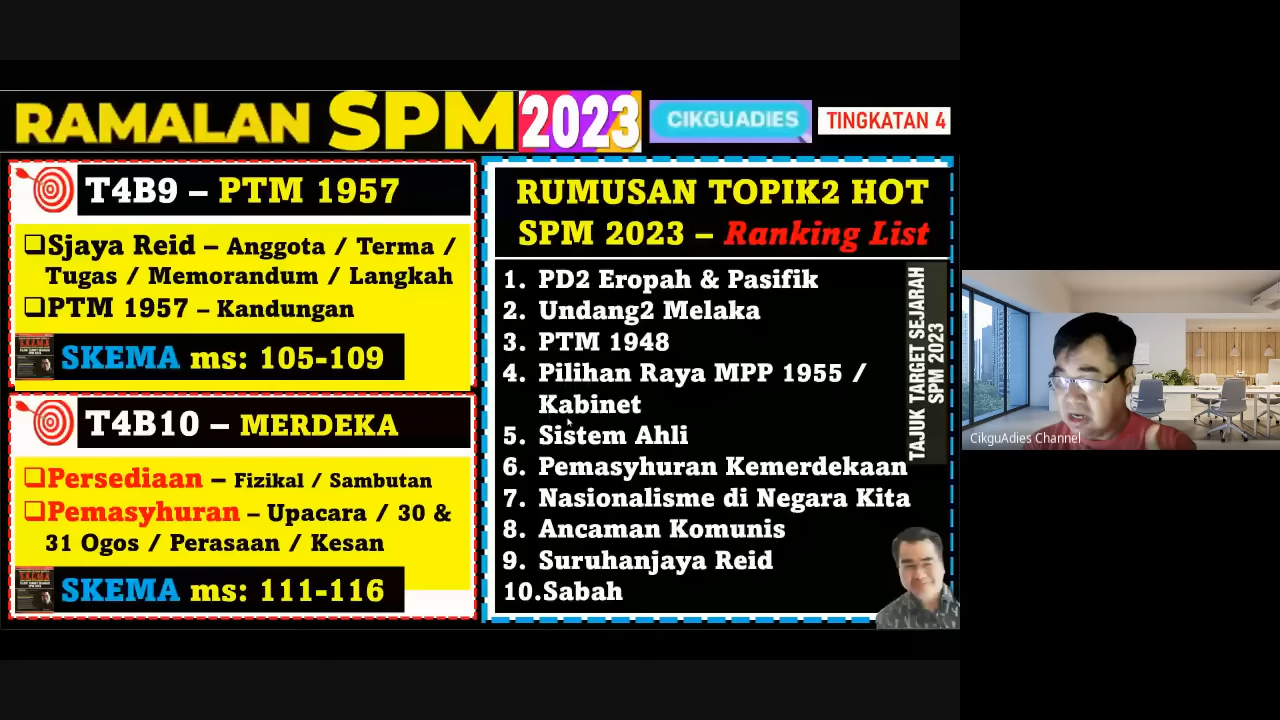 RAMALAN SPM 2023
CIKGUADIES
TINGKATAN 4
T4B9 – PTM 1957
❑Sjaya Reid – Anggota / Terma /
Tugas / Memorandum / Langkah
❑PTM 1957 – Kandungan
SKEMA ms: 105-109
T4B10 – MERDEKA
❑Persediaan – Fizikal / Sambutan
❑Pemasyhuran – Upacara / 30 &
31 Ogos / Perasaan / Kesan
SKEMA ms: 111-116
RUMUSAN TOPIK2 HOT
SPM 2023 – Ranking List
1. PD2 Eropah & Pasifik
2. Undang2 Melaka
3. PTM 1948
4. Pilihan Raya MPP 1955 /
Kabinet
5. Sistem Ahli
6. Pemasyhuran Kemerdekaan
7. Nasionalisme di Negara Kita
8. Ancaman Komunis
9. Suruhanjaya Reid
10.Sabah
TAJUK TARGET SEJARAH
SPM 2023
CikguAdies Channel